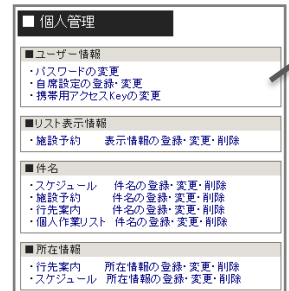 ■ 個人管理
■ユーザー情報
・パスワードの変更
・自席設定の登録・変更
・携帯用アクセスKeyの変更
■リスト表示情報
・施設予約 表示情報の登録・変更・削除
■件名
・スケジュール 件名の登録・変更・削除
・施設予約 件名の登録・変更・削除
・行先案内 件名の登録・変更・削除
・個人作業リスト 件名の登録・変更・削除
■所在情報
・行先案内 所在情報の登録・変更・削除
・スケジュール 所在情報の登録・変更・削除